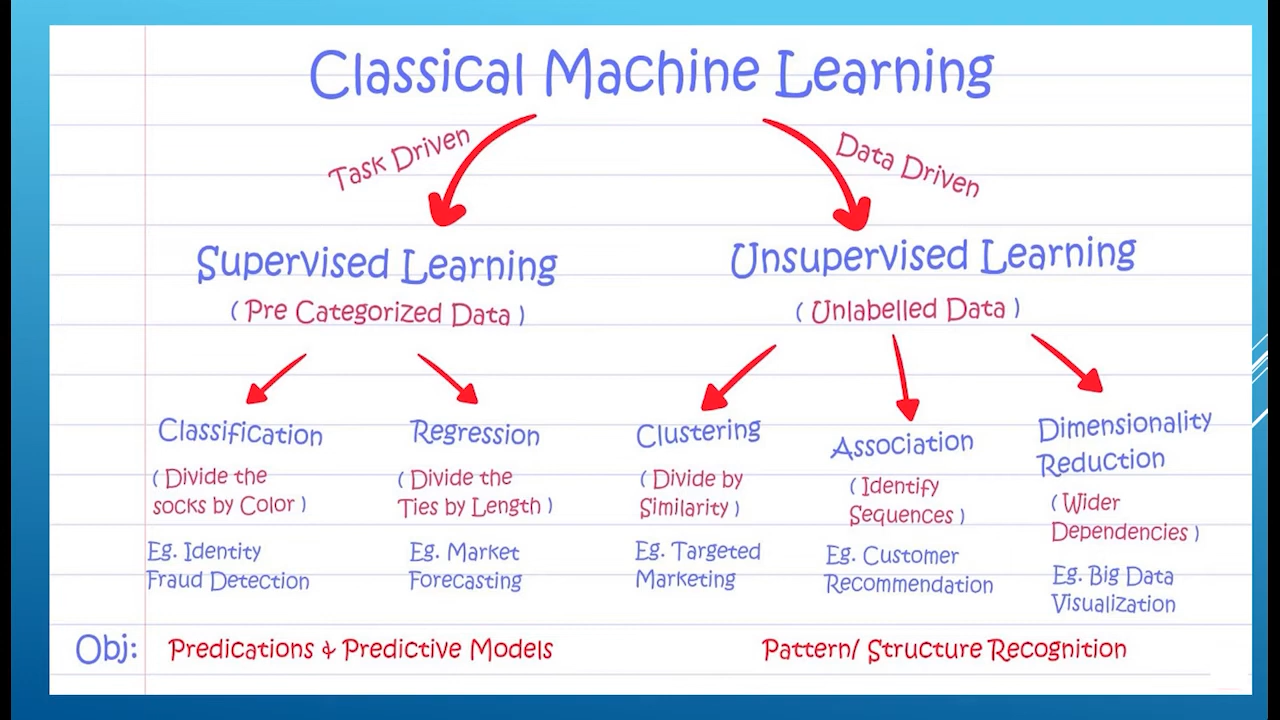 Classical Machine Learning
Task Driven
Data Driven
Supervised Learning
( Pre Categorized Data )
Unsupervised Learning
( Unlabelled Data )
Classification
( Divide the
socks by Color )
Eg. Identity
Fraud Detection
Regression
( Divide the
Ties by Length )
Eg. Market
Forecasting
Clustering
( Divide by
Similarity )
Eg. Targeted
Marketing
Association
( Identify
Sequences )
Eg. Customer
Recommendation
Dimensionality
Reduction
( Wider
Dependencies )
Eg. Big Data
Visualization
Obj: Predications & Predictive Models
Pattern/ Structure Recognition